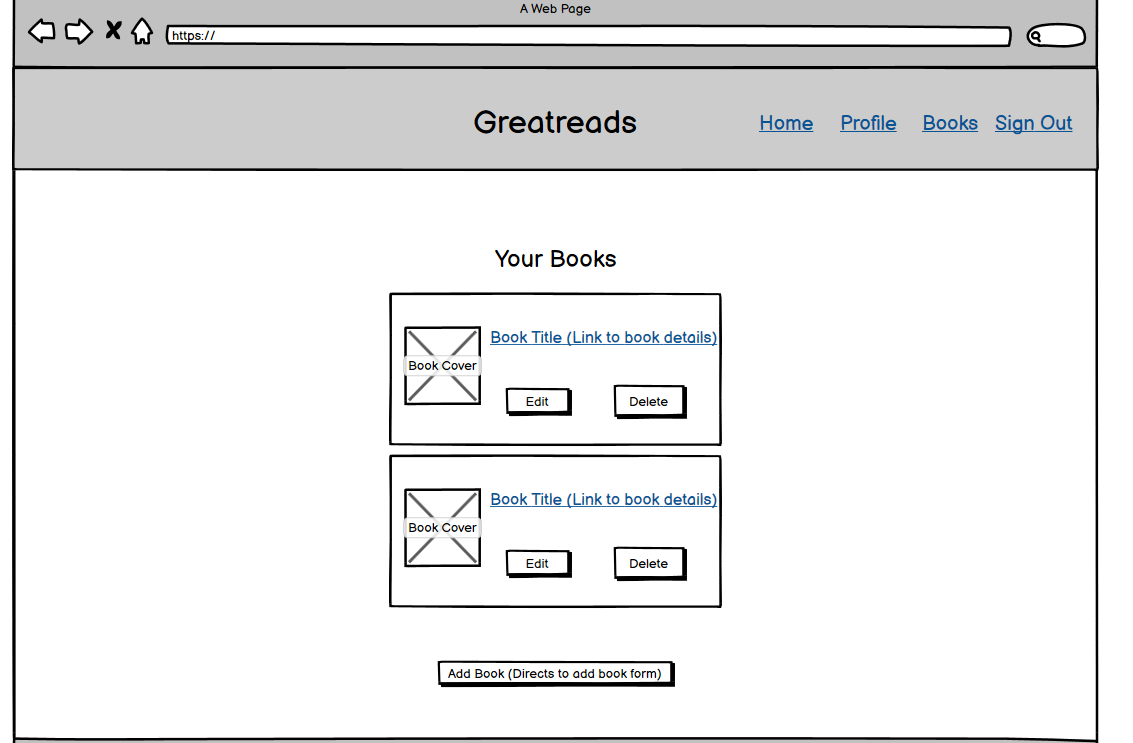 A Web Page
https://
Greatreads
Home Profile Books Sign Out
Your Books
Book Title (Link to book details)
Book Cover
Edit Delete
Book Title (Link to book details)
Book Cover
Edit Delete
Add Book (Directs to add book form)